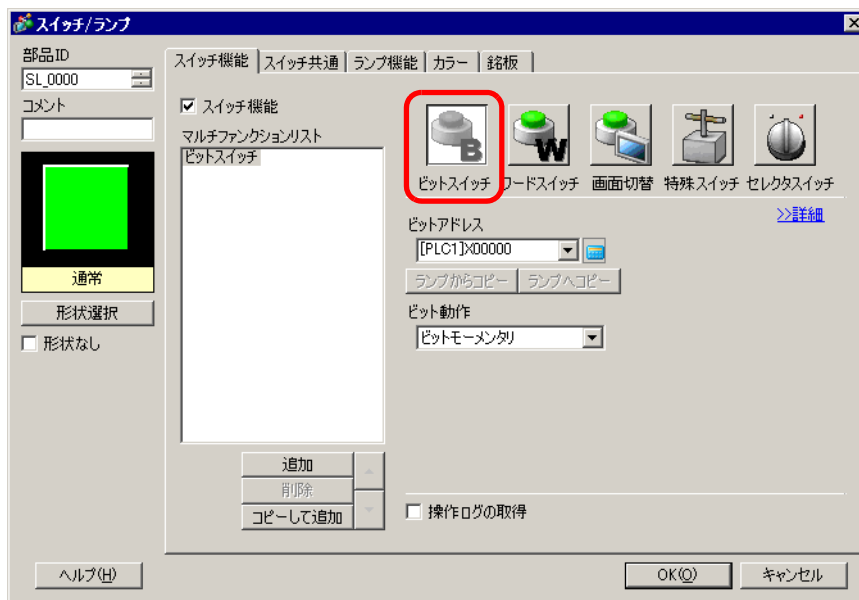 スイッチ/ランプ
部品ID
SL_0000
コメント
通常
形状選択
形状なし
スイッチ機能 スイッチ共通 ランプ機能 カラー 銘板
スイッチ機能
マルチファンクションリスト
ビットスイッチ
追加
削除
コピーして追加
B W
ビットスイッチ ワードスイッチ 画面切替 特殊スイッチ セレクタスイッチ
>>詳細
ビットアドレス
[PLC1]X00000
ランプからコピー ランプへコピー
ビット動作
ビットモーメンタリ
操作ログの取得
ヘルプ(H) OK(O) キャンセル